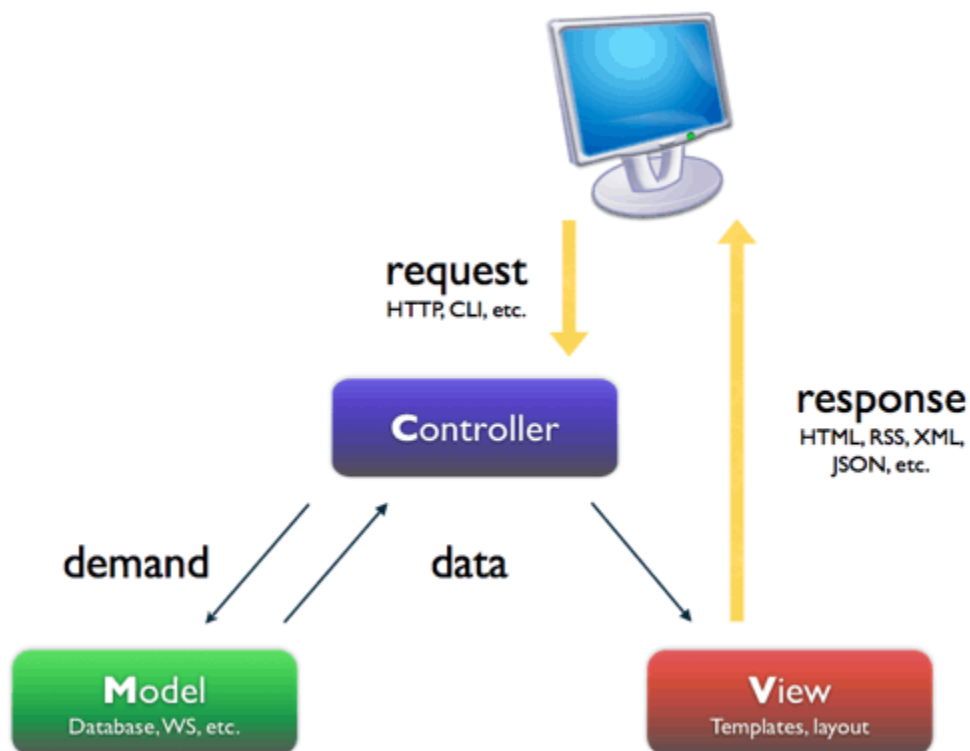 request
HTTP, CLI, etc.
Controller
response
HTML, RSS, XML,
JSON, etc.
demand
data
Model
Database, WS, etc.
View
Templates, layout